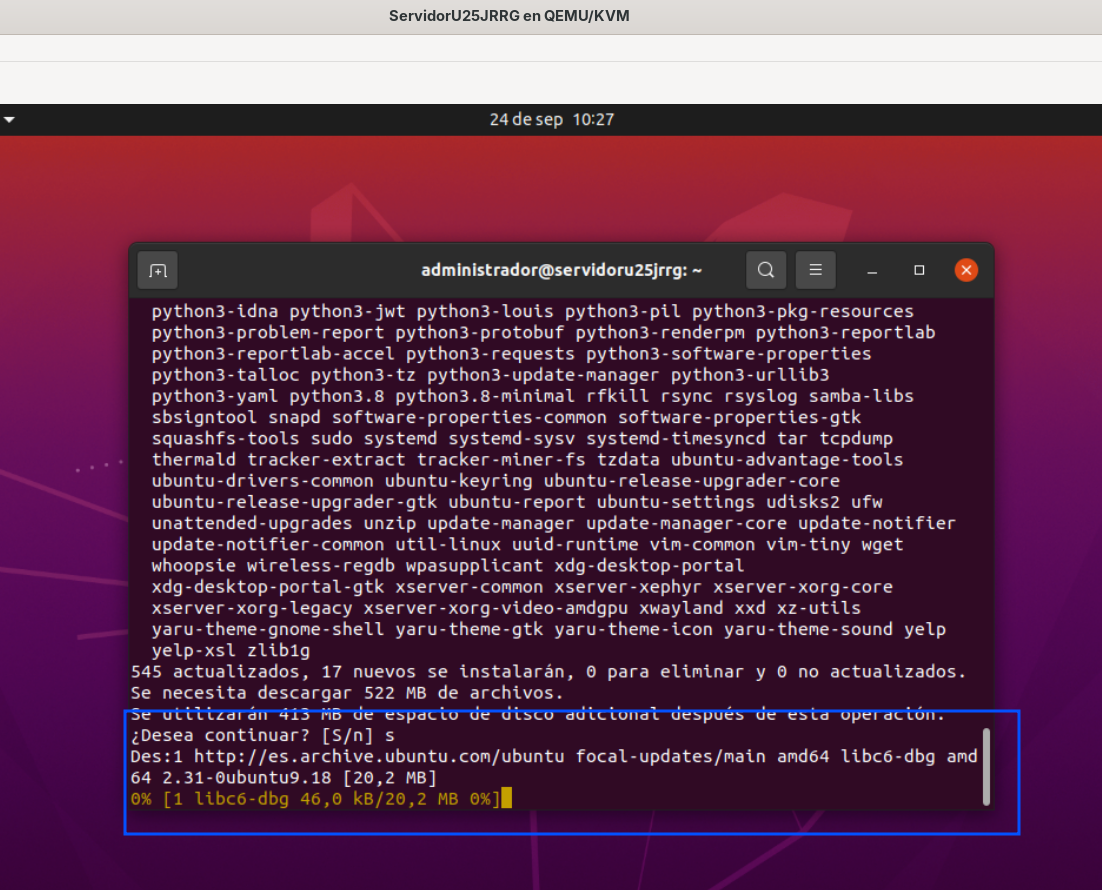 ServidorU25JRRG en QEMU/KVM
24 de sep 10:27
administrador@servidoru25jrrg: ~
python3-idna python3-jwt python3-louis python3-pil python3-pkg-resources
python3-problem-report python3-protobuf python3-renderpm python3-reportlab
python3-reportlab-accel python3-requests python3-software-properties
python3-talloc python3-tz python3-update-manager python3-urllib3
python3-yaml python3.8 python3.8-minimal rfkill rsync rsyslog samba-libs
sbsigntool snapd software-properties-common software-properties-gtk
squashfs-tools sudo systemd systemd-sysv systemd-timesyncd tar tcpdump
thermald tracker-extract tracker-miner-fs tzdata ubuntu-advantage-tools
ubuntu-drivers-common ubuntu-keyring ubuntu-release-upgrader-core
ubuntu-release-upgrader-gtk ubuntu-report ubuntu-settings udisks2 ufw
unattended-upgrades unzip update-manager update-manager-core update-notifier
update-notifier-common util-linux uuid-runtime vim-common vim-tiny wget
whoopsie wireless-regdb wpasupplicant xdg-desktop-portal
xdg-desktop-portal-gtk xserver-common xserver-xephyr xserver-xorg-core
xserver-xorg-legacy xserver-xorg-video-amdgpu xwayland xxd xz-utils
yaru-theme-gnome-shell yaru-theme-gtk yaru-theme-icon yaru-theme-sound yelp
yelp-xsl zlib1g
545 actualizados, 17 nuevos se instalarán, 0 para eliminar y 0 no actualizados.
Se necesita descargar 522 MB de archivos.
Se utilizarán 413 MB de espacio de disco adicional después de esta operación.
¿Desea continuar? [S/n] s
Des:1 http://es.archive.ubuntu.com/ubuntu focal-updates/main amd64 libc6-dbg amd
64 2.31-0ubuntu9.18 [20,2 MB]
0% [1 libc6-dbg 46,0 kB/20,2 MB 0%]